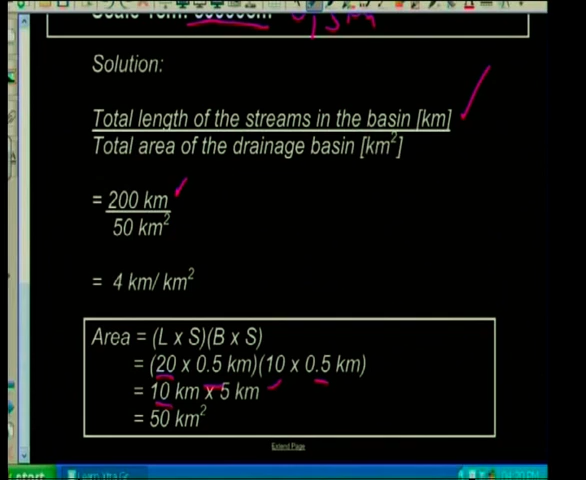 Solution:
Total length of the streams in the basin [km]
Total area of the drainage basin [km²]
= 200 km
50 km²
= 4 km/ km²
Area = (L x S)(B x S)
= (20 x 0.5 km)(10 x 0.5 km)
= 10 km x 5 km
= 50 km²
Extend Page
start